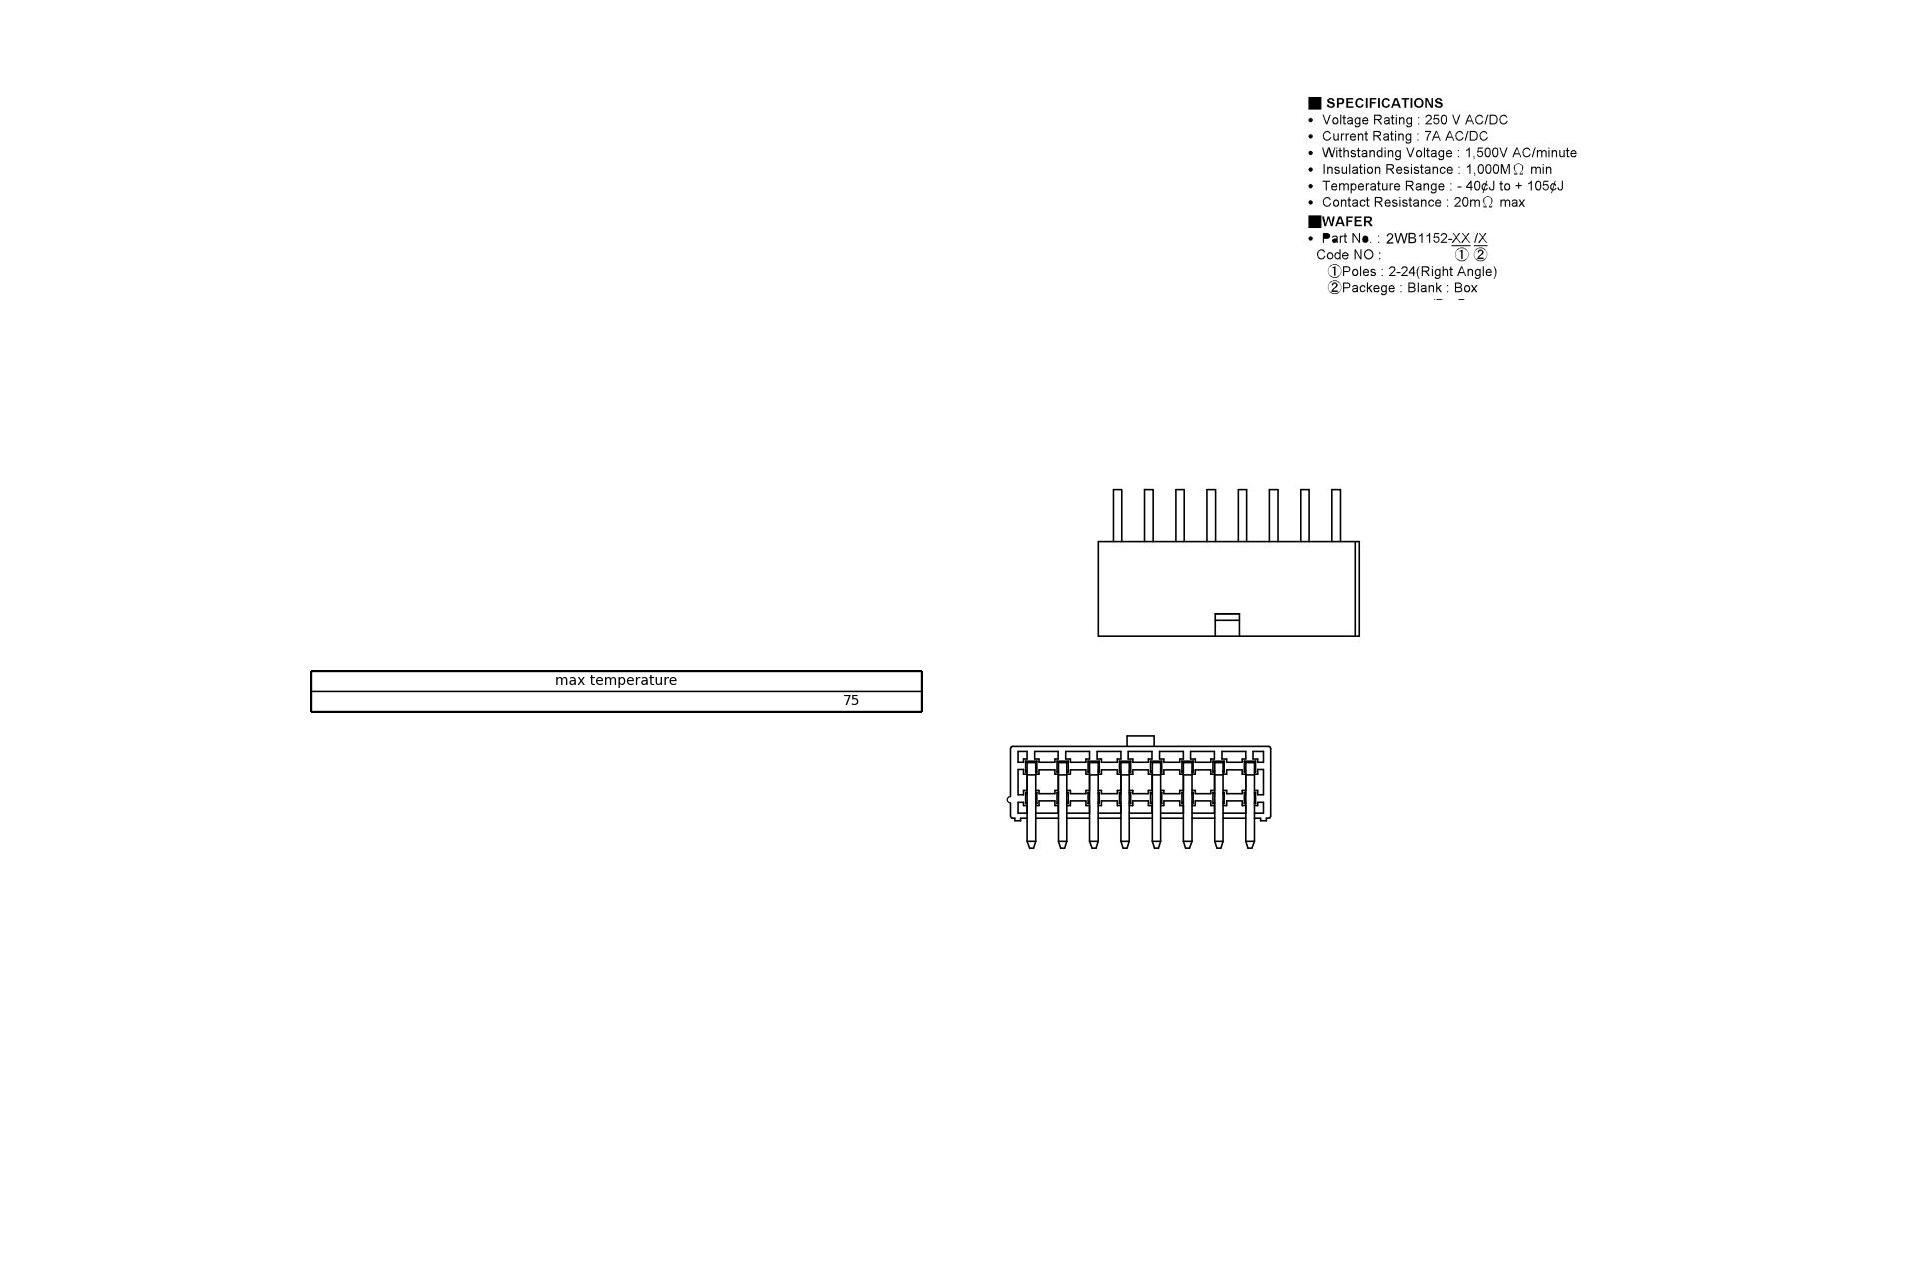 ■ SPECIFICATIONS
• Voltage Rating : 250 V AC/DC
• Current Rating : 7A AC/DC
• Withstanding Voltage : 1,500V AC/minute
• Insulation Resistance : 1,000MΩ min
• Temperature Range : - 40¢J to + 105¢J
• Contact Resistance : 20mΩ max
■WAFER
• Part No. : 2WB1152-XX /X
Code NO : ① ②
①Poles : 2-24(Right Angle)
②Packege : Blank : Box
max temperature
75